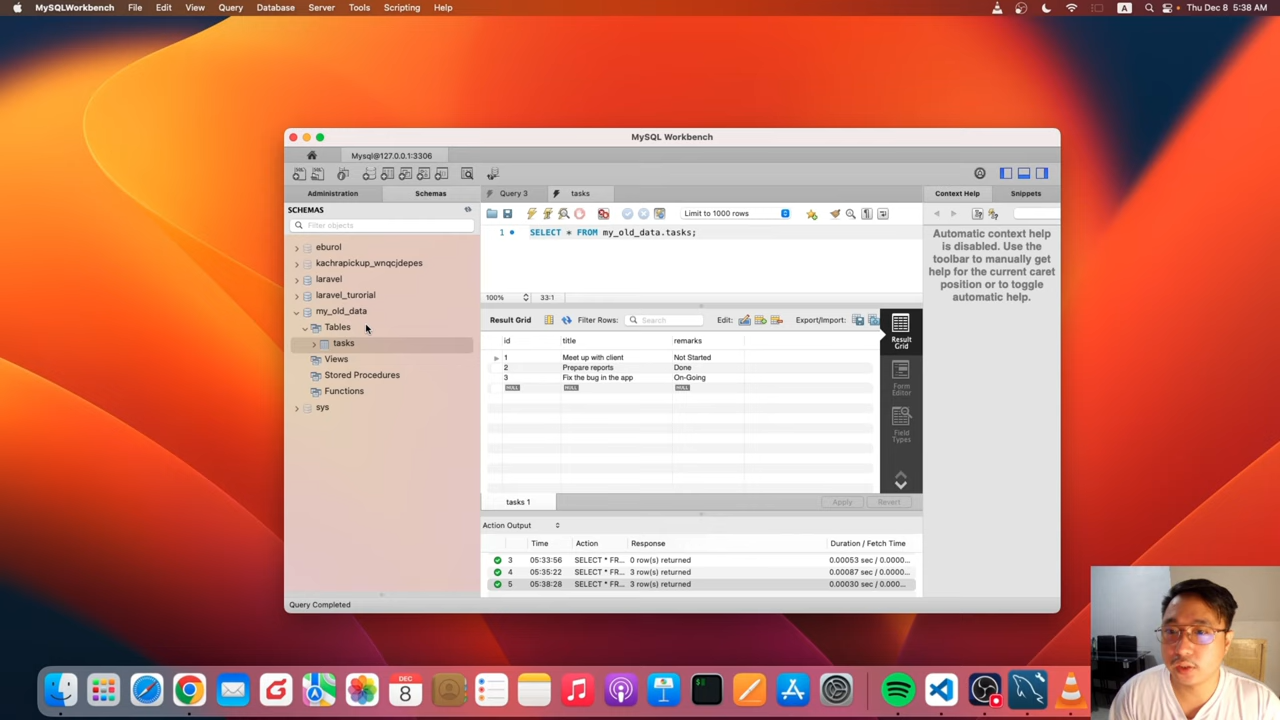 MySQLWorkbench File Edit View Query Database Server Tools Scripting Help
A Thu Dec 8 5:38 AM
MySQL Workbench
Mysql@127.0.0.1:3306
Administration Schemas
Query 3 tasks
Context Help Snippets
SCHEMAS
Filter objects
Limit to 1000 rows
eburol
kachrapickup_wnqcjdepes
laravel
laravel_turorial
my_old_data
Tables
tasks
Views
Stored Procedures
Functions
sys
1 SELECT * FROM my_old_data.tasks;
Automatic context help
is disabled. Use the
toolbar to manually get
help for the current caret
position or to toggle
automatic help.
100% 33:1
Result Grid Filter Rows: Search Edit: Export/Import:
id title remarks
1 Meet up with client Not Started
2 Prepare reports Done
3 Fix the bug in the app On-Going
NULL NULL NULL
Result
Grid
Form
Editor
Field
Types
tasks 1
Apply Revert
Action Output
Time Action Response Duration / Fetch Time
3 05:33:56 SELECT * FR... 0 row(s) returned 0.00053 sec / 0.0000...
4 05:35:22 SELECT * FR... 3 row(s) returned 0.00087 sec / 0.0000...
5 05:38:28 SELECT * FR... 3 row(s) returned 0.00030 sec / 0.000...
Query Completed
DEC
8
$$